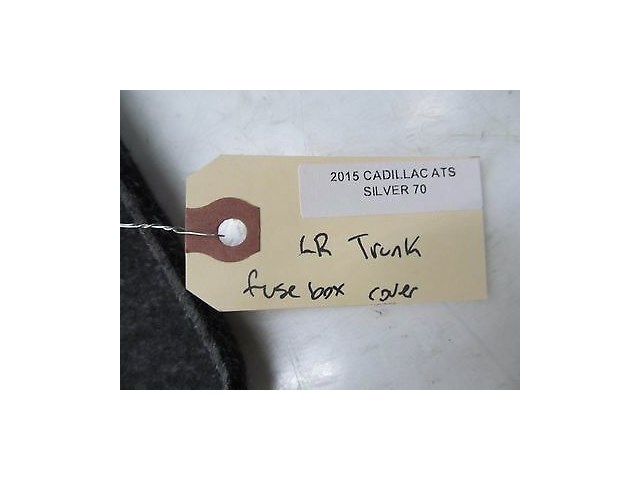 2015 CADILLAC ATS
SILVER 70
LR Trunk
fuse box cover